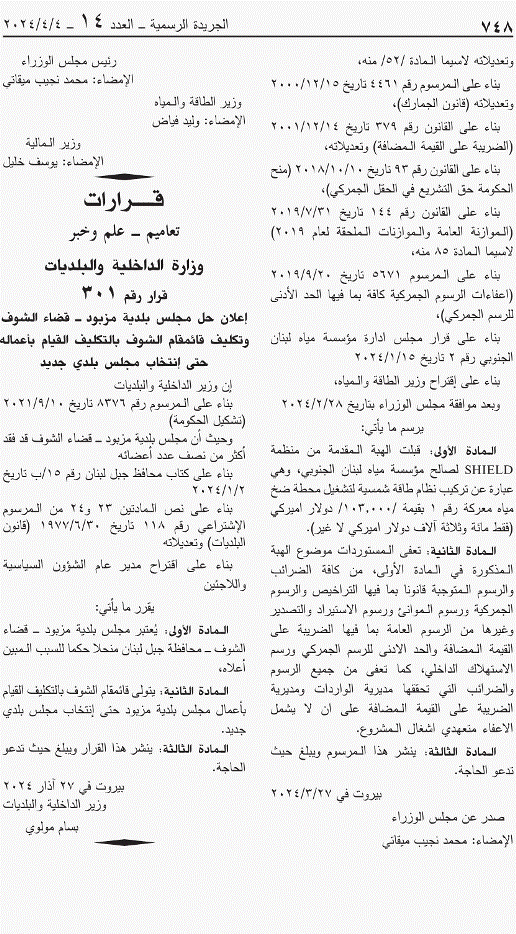 ٧٤٨
الجريدة الرسمية ــ العدد ١٤ ــ ٢٠٢٤/٤/٤
وتعديلاته لاسيما المادة /٥٢/ منه،
بناء على المرسوم رقم ٤٤٦١ تاريخ ٢٠٠٠/١٢/١٥
وتعديلاته (قانون الجمارك)،
بناء على القانون رقم ٣٧٩ تاريخ ٢٠٠١/١٢/١٤
(الضريبة على القيمة المضافة) وتعديلاته،
بناء على القانون رقم ٩٣ تاريخ ٢٠١٨/١٠/١٠ (منح
الحكومة حق التشريع في الحقل الجمركي)،
بناء على القانون رقم ١٤٤ تاريخ ٢٠١٩/٧/٣١
(الموازنة العامة والموازنات الملحقة لعام ٢٠١٩)
لاسيما المادة ٨٥ منه،
بناء على المرسوم ٥٦٧١ تاريخ ٢٠١٩/٩/٢٠
(اعفاءات الرسوم الجمركية كافة بما فيها الحد الأدنى
للرسم الجمركي)،
بناء على قرار مجلس ادارة مؤسسة مياه لبنان
الجنوبي رقم ٢ تاريخ ٢٠٢٤/١/١٥
بناء على إقتراح وزير الطاقة والمياه،
وبعد موافقة مجلس الوزراء بتاريخ ٢٠٢٤/٢/٢٨
يرسم ما يأتي:
المادة الأولى: قبلت الهبة المقدمة من منظمة
SHIELD لصالح مؤسسة مياه لبنان الجنوبي، وهي
عبارة عن تركيب نظام طاقة شمسية لتشغيل محطة ضخ
مياه معركة رقم ١ بقيمة /١٠٣,٠٠٠/ دولار اميركي
(فقط مائة وثلاثة آلاف دولار اميركي لا غير).
المادة الثانية: تعفى المستوردات موضوع الهبة
المذكورة في المادة الأولى، من كافة الضرائب
والرسوم المتوجبة قانونا بما فيها التراخيص والرسوم
الجمركية ورسوم الموانئ ورسوم الاستيراد والتصدير
وغيرها من الرسوم العامة بما فيها الضريبة على
القيمة المضافة والحد الادنى للرسم الجمركي ورسم
الاستهلاك الداخلي، كما تعفى من جميع الرسوم
والضرائب التي تحققها مديرية الواردات ومديرية
الضريبة على القيمة المضافة على ان لا يشمل
الاعفاء متعهدي اشغال المشروع.
المادة الثالثة: ينشر هذا المرسوم ويبلغ حيث
تدعو الحاجة.
بيروت في ٢٠٢٤/٣/٢٧
صدر عن مجلس الوزراء
الإمضاء: محمد نجيب ميقاتي
رئيس مجلس الوزراء
الإمضاء: محمد نجيب ميقاتي
وزير الطاقة والمياه
الإمضاء: وليد فياض
وزير المالية
الإمضاء: يوسف خليل
قـــرارات
تعاميم ــ علم وخبر
وزارة الداخلية والبلديات
قرار رقم ٣٠١
إعلان حل مجلس بلدية مزبود ــ قضاء الشوف
وتكليف قائمقام الشوف بالتكليف القيام بأعماله
حتى إنتخاب مجلس بلدي جديد
إن وزير الداخلية والبلديات
بناء على المرسوم رقم ٨٣٧٦ تاريخ ٢٠٢١/٩/١٠
(تشكيل الحكومة)
وحيث أن مجلس بلدية مزبود ــ قضاء الشوف قد فقد
أكثر من نصف عدد أعضائه
بناء على كتاب محافظ جبل لبنان رقم ١٥/ب تاريخ
٢٠٢٤/١/٢
بناء على نص المادتين ٢٣ و٢٤ من المرسوم
الإشتراعي رقم ١١٨ تاريخ ١٩٧٧/٦/٣٠ (قانون
البلديات) وتعديلاته
بناء على اقتراح مدير عام الشؤون السياسية
واللاجئين
يقرر ما يأتي:
المادة الأولى: يُعتبر مجلس بلدية مزبود ــ قضاء
الشوف ــ محافظة جبل لبنان منحلا حكما للسبب المبين
أعلاه،
المادة الثانية: يتولى قائمقام الشوف بالتكليف القيام
بأعمال مجلس بلدية مزبود حتى إنتخاب مجلس بلدي
جديد.
المادة الثالثة: ينشر هذا القرار ويبلغ حيث تدعو
الحاجة.
بيروت في ٢٧ آذار ٢٠٢٤
وزير الداخلية والبلديات
بسام مولوي